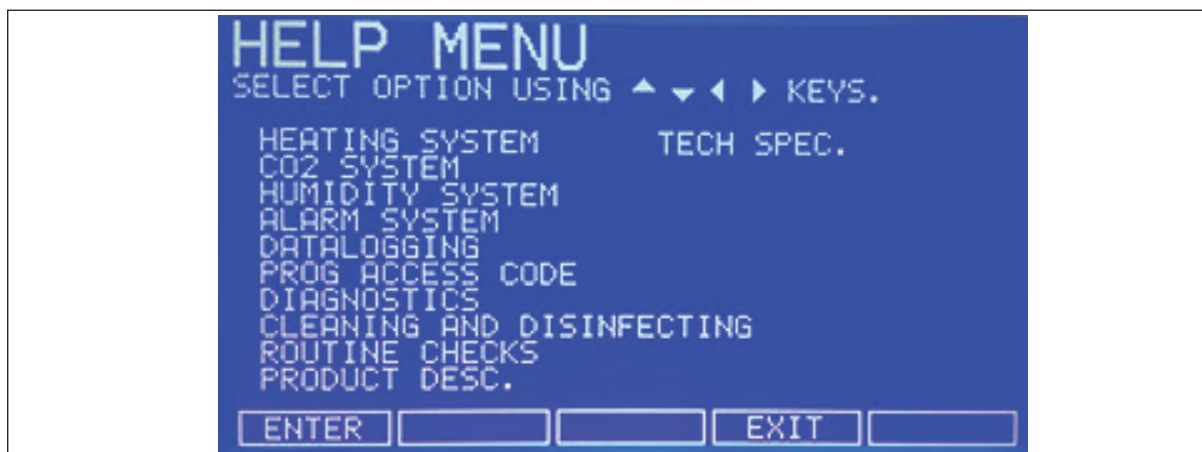 HELP MENU
SELECT OPTION USING ▲ ▼ ◀ ▶ KEYS.
HEATING SYSTEM TECH SPEC.
CO2 SYSTEM
HUMIDITY SYSTEM
ALARM SYSTEM
DATALOGGING
PROG ACCESS CODE
DIAGNOSTICS
CLEANING AND DISINFECTING
ROUTINE CHECKS
PRODUCT DESC.
ENTER EXIT